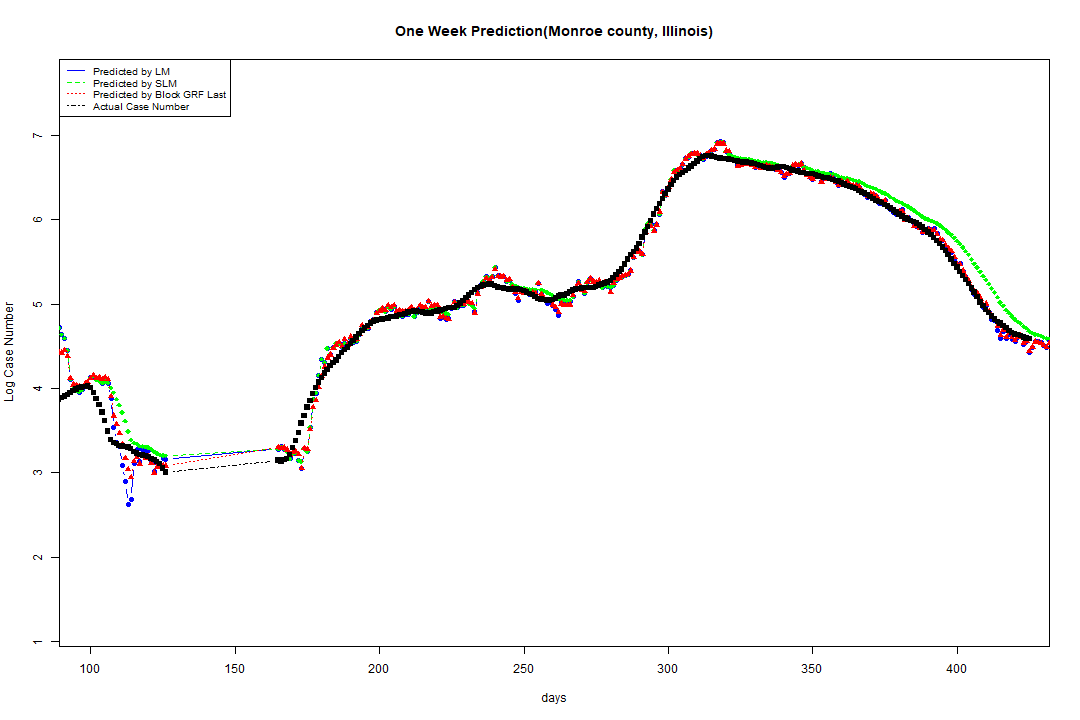 One Week Prediction(Monroe county, Illinois)
Predicted by LM
Predicted by SLM
Predicted by Block GRF Last
Actual Case Number
7
6
5
4
3
2
1
Log Case Number
100 150 200 250 300 350 400
days